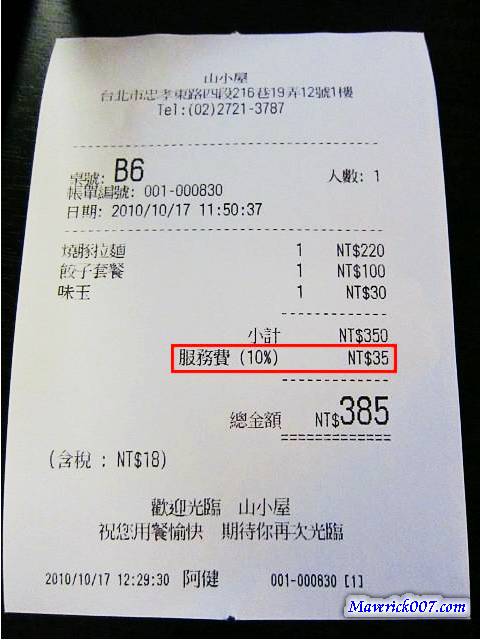 山小屋
台北市忠孝東路四段216巷19弄12號1樓
Tel:(02)2721-3787
桌號: B6 人數: 1
帳單編號: 001-000830
日期: 2010/10/17 11:50:37
燒豚拉麵 1 NT$220
餃子套餐 1 NT$100
味玉 1 NT$30
小計 NT$350
服務費 (10%) NT$35
總金額 NT$385
(含稅 : NT$18)
歡迎光臨 山小屋
祝您用餐愉快 期待你再次光臨
2010/10/17 12:29:30 阿健 001-000830 [1]
Maverick007.com